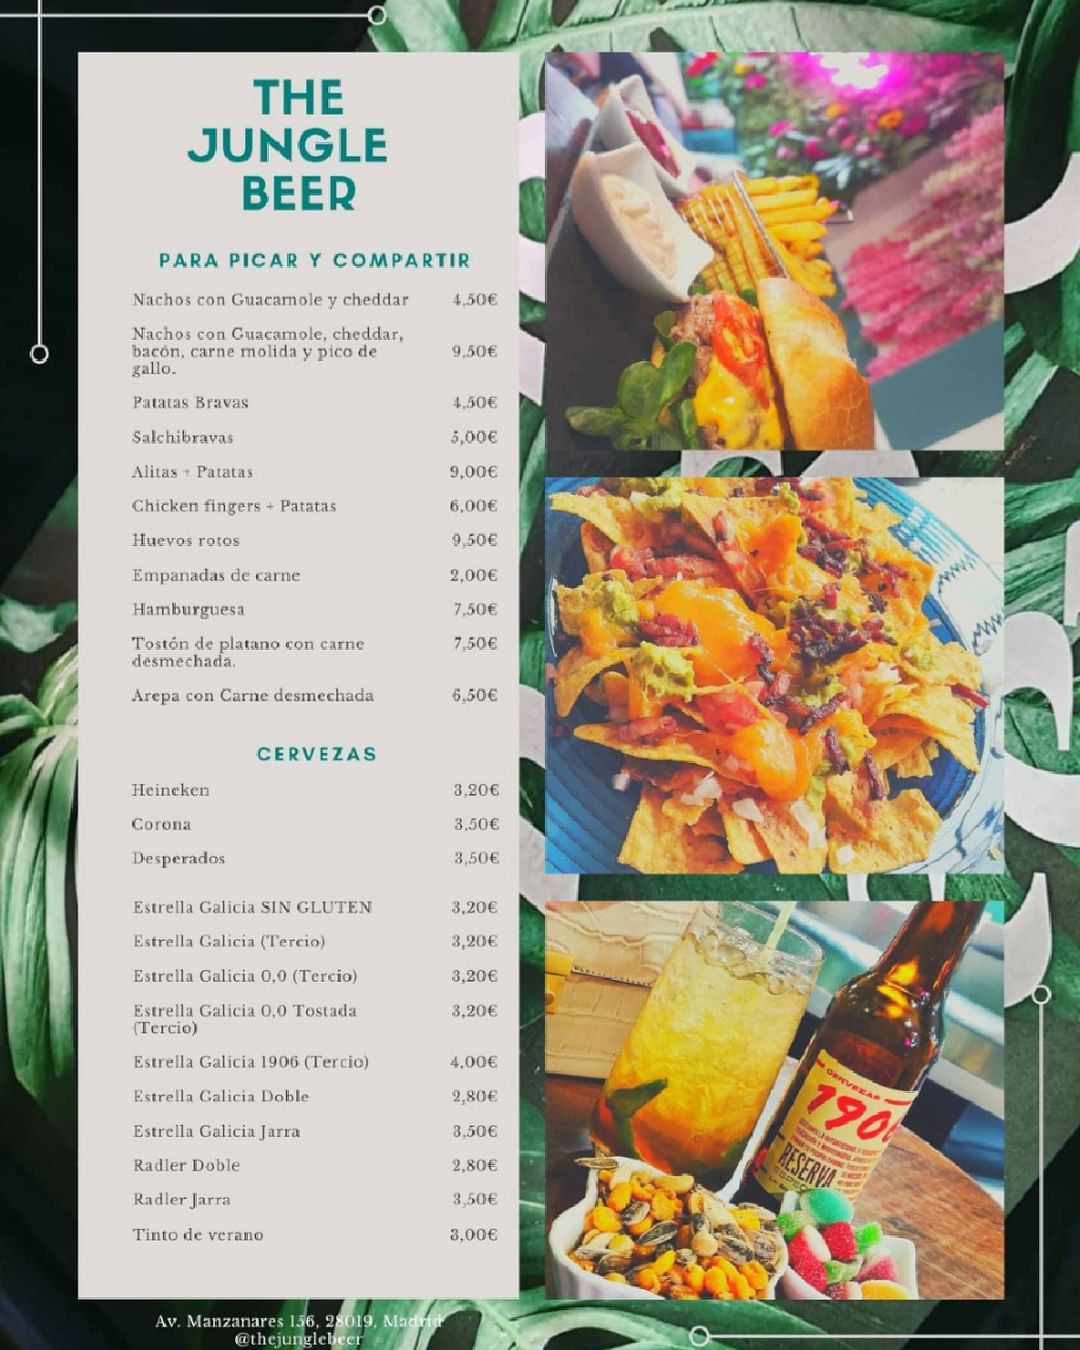 THE
JUNGLE
BEER
PARA PICAR Y COMPARTIR
Nachos con Guacamole y cheddar 4,50€
Nachos con Guacamole, cheddar,
bacón, carne molida y pico de 9,50€
gallo.
Patatas Bravas 4,50€
Salchibravas 5,00€
Alitas + Patatas 9,00€
Chicken fingers + Patatas 6,00€
Huevos rotos 9,50€
Empanadas de carne 2,00€
Hamburguesa 7,50€
Tostón de platano con carne 7,50€
desmechada.
Arepa con Carne desmechada 6,50€
CERVEZAS
Heineken 3,20€
Corona 3,50€
Desperados 3,50€
Estrella Galicia SIN GLUTEN 3,20€
Estrella Galicia (Tercio) 3,20€
Estrella Galicia 0,0 (Tercio) 3,20€
Estrella Galicia 0,0 Tostada 3,20€
(Tercio)
Estrella Galicia 1906 (Tercio) 4,00€
Estrella Galicia Doble 2,80€
Estrella Galicia Jarra 3,50€
Radler Doble 2,80€
Radler Jarra 3,50€
Tinto de verano 3,00€
Av. Manzanares 156, 28019, Madrid
@thejunglebeer
CERVEZAS
1906
RESERVA